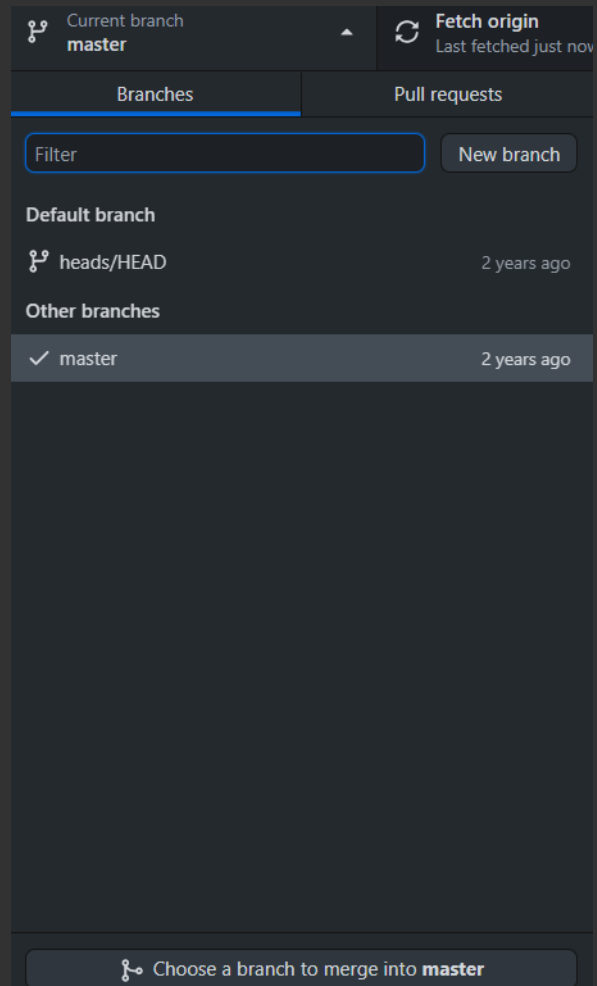 Current branch
master
Fetch origin
Last fetched just now
Branches
Pull requests
Filter
New branch
Default branch
heads/HEAD
2 years ago
Other branches
master
2 years ago
Choose a branch to merge into master